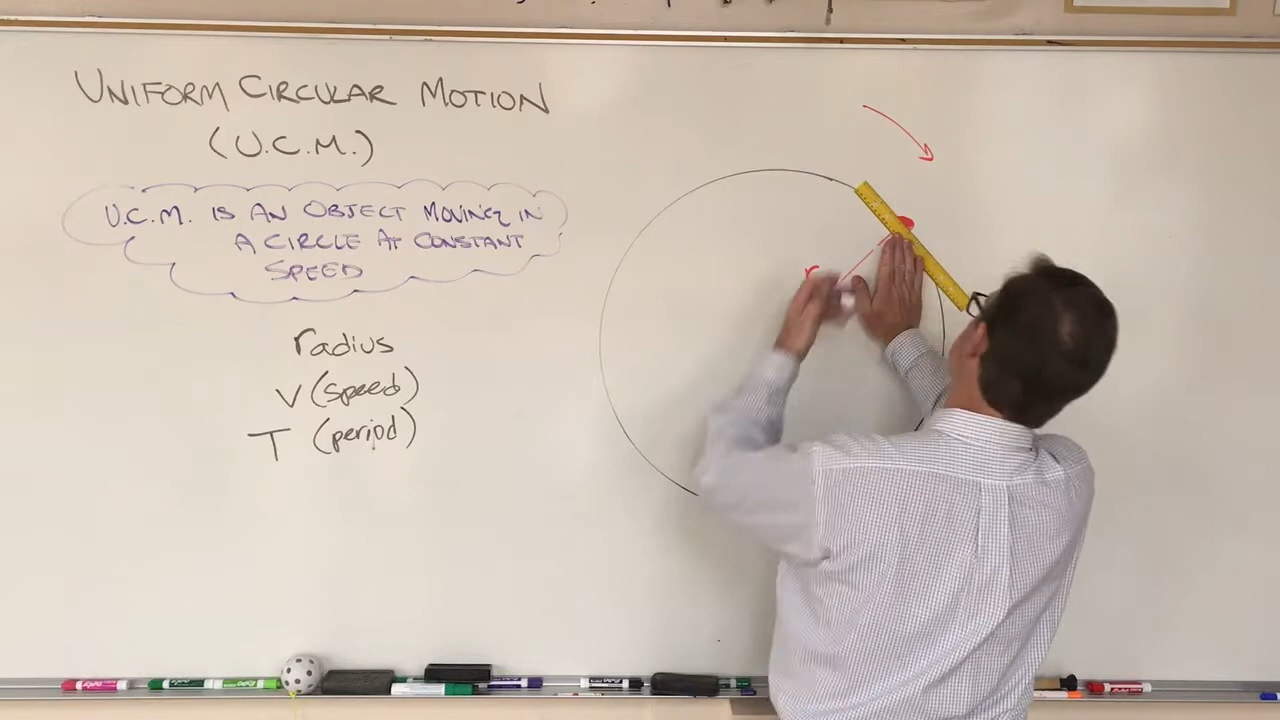 UNIFORM CIRCULAR MOTION
(U.C.M.)
U.C.M. IS AN OBJECT MOVING IN
A CIRCLE AT CONSTANT
SPEED
radius
V (speed)
T (period)
r